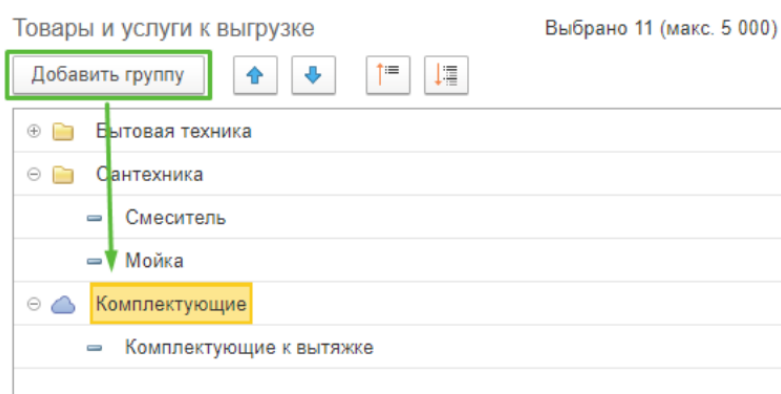 Товары и услуги к выгрузке Выбрано 11 (макс. 5 000)
Добавить группу
Бытовая техника
Сантехника
Смеситель
Мойка
Комплектующие
Комплектующие к вытяжке